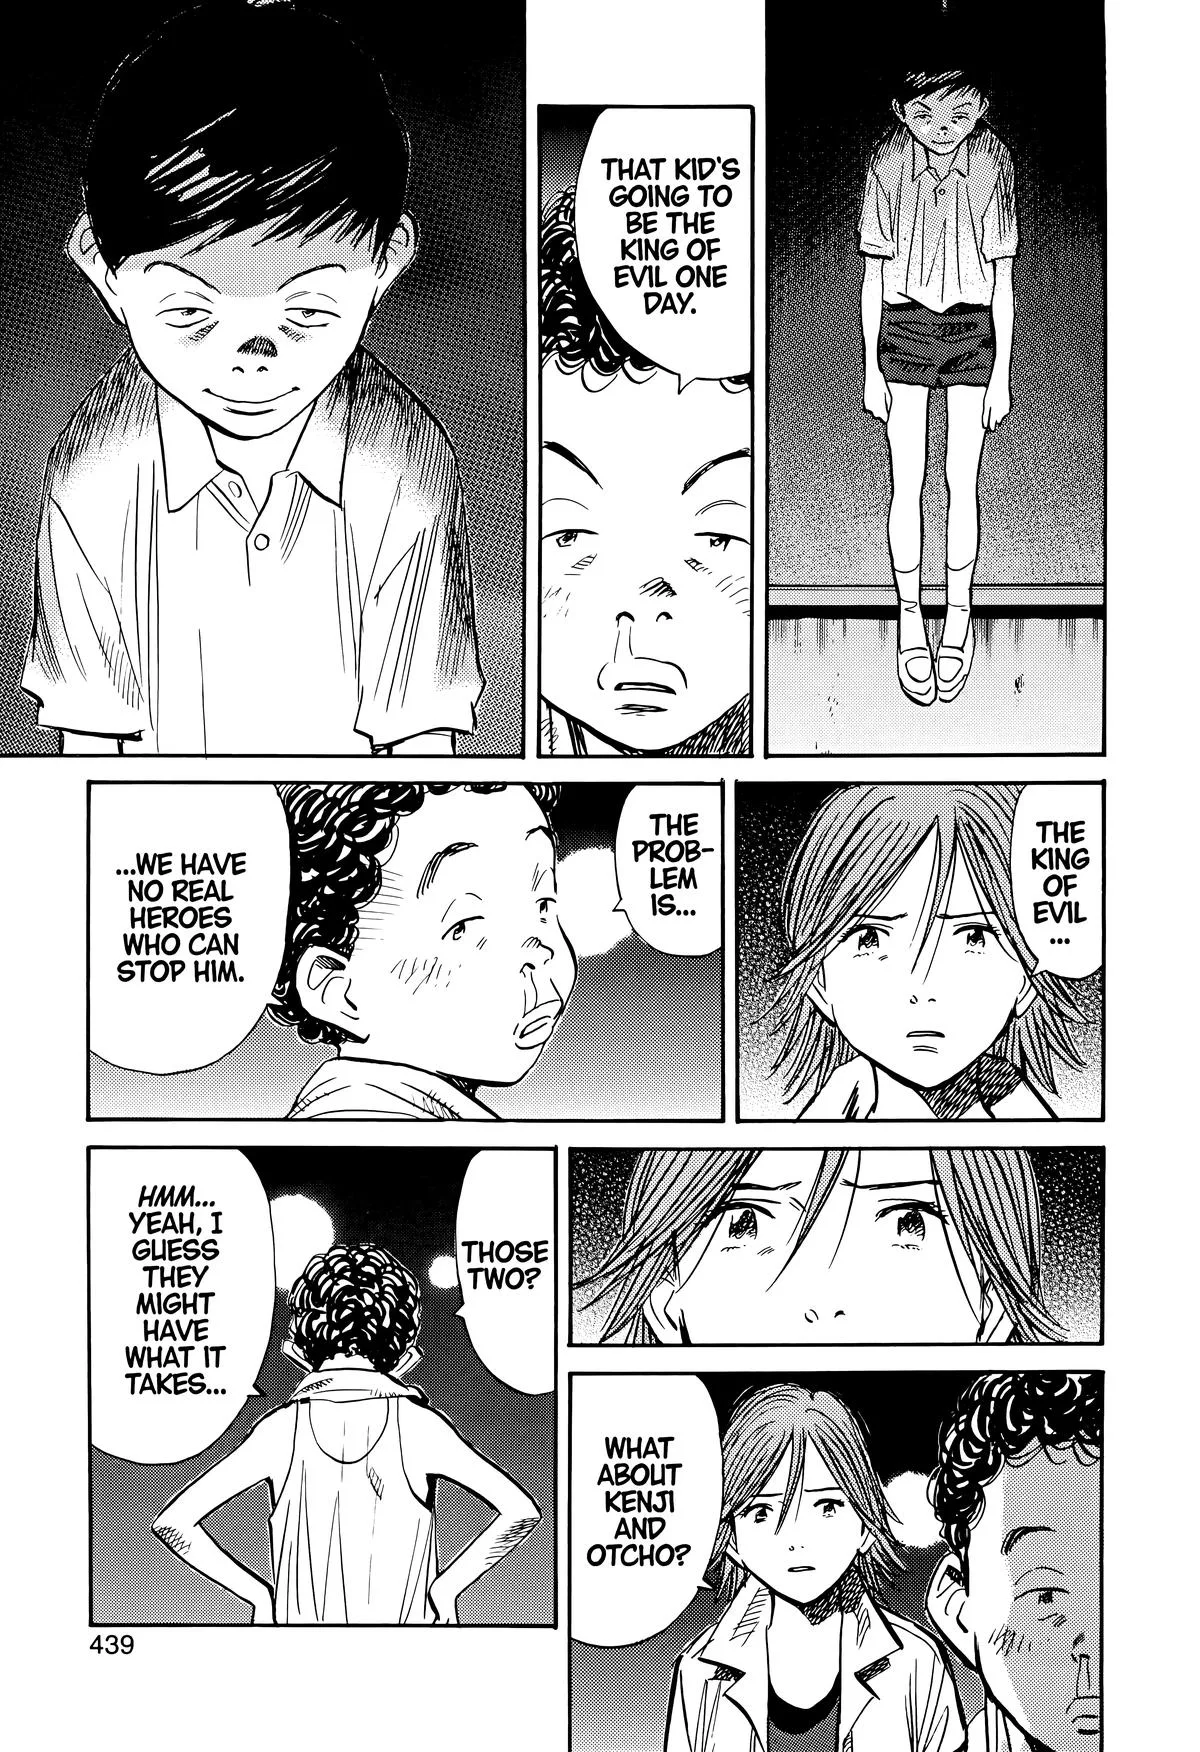 THAT KID'S
GOING TO
BE THE
KING OF
EVIL ONE
DAY.
THE
KING
OF
EVIL
...
THE
PROB-
LEM
IS...
...WE HAVE
NO REAL
HEROES
WHO CAN
STOP HIM.
WHAT
ABOUT
KENJI
AND
OTCHO?
THOSE
TWO?
HMM...
YEAH, I
GUESS
THEY
MIGHT
HAVE
WHAT IT
TAKES...
439